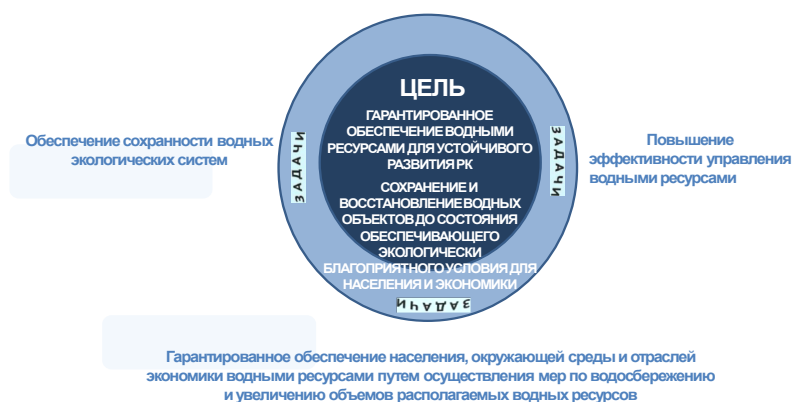 ЦЕЛЬ
ГАРАНТИРОВАННОЕ
ОБЕСПЕЧЕНИЕ ВОДНЫМИ
РЕСУРСАМИ ДЛЯ УСТОЙЧИВОГО
РАЗВИТИЯ РК
СОХРАНЕНИЕ И
ВОССТАНОВЛЕНИЕ ВОДНЫХ
ОБЪЕКТОВ ДО СОСТОЯНИЯ
ОБЕСПЕЧИВАЮЩЕГО
ЭКОЛОГИЧЕСКИ
БЛАГОПРИЯТНОГО УСЛОВИЯ ДЛЯ
НАСЕЛЕНИЯ И ЭКОНОМИКИ
ЗАДАЧИ
Обеспечение сохранности водных
экологических систем
ЗАДАЧИ
Повышение
эффективности управления
водными ресурсами
ЗАДАЧИ
Гарантированное обеспечение населения, окружающей среды и отраслей
экономики водными ресурсами путем осуществления мер по водосбережению
и увеличению объемов располагаемых водных ресурсов